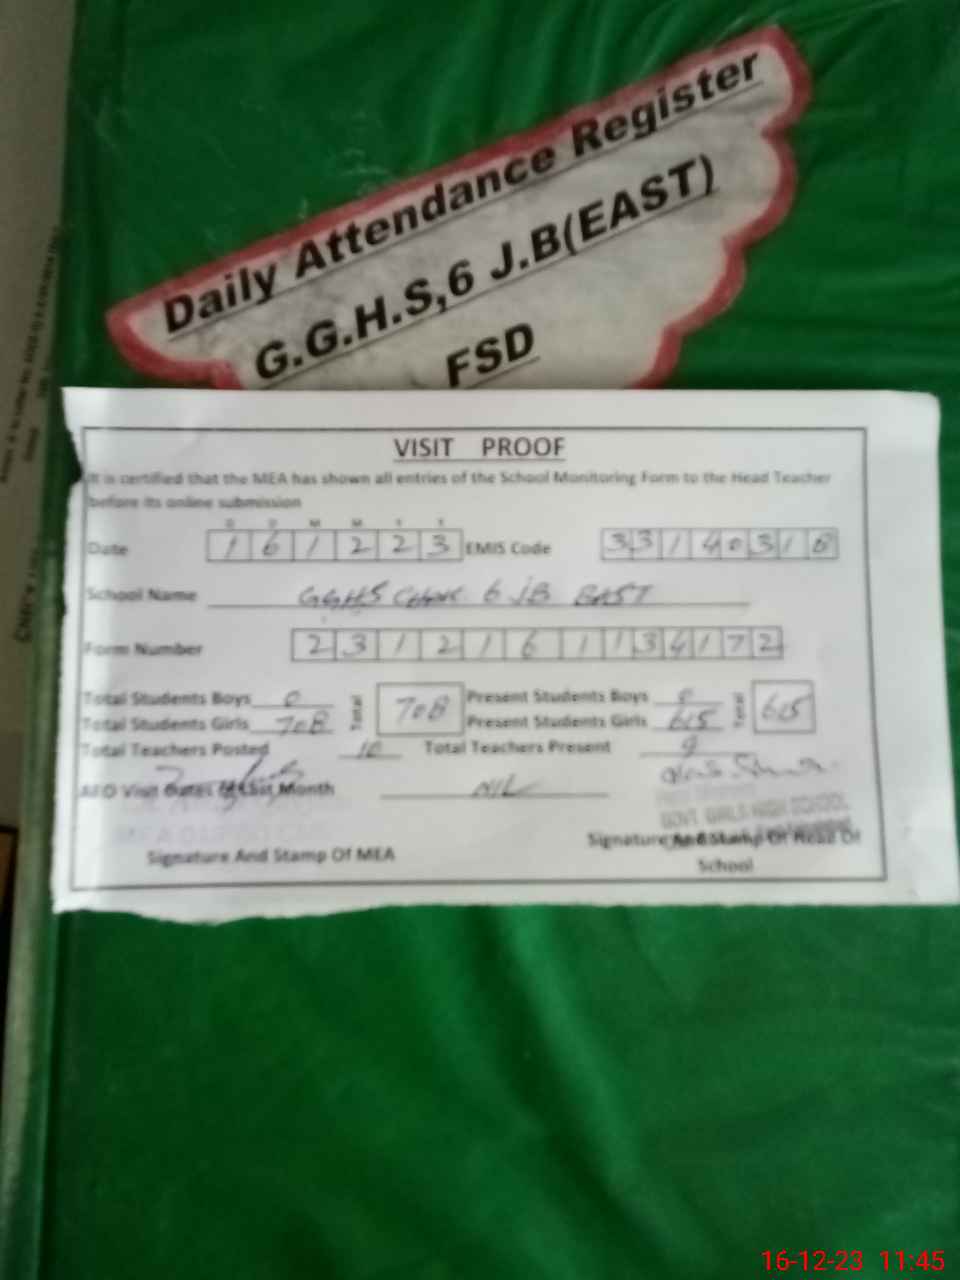 Daily Attendance Register
G.G.H.S,6 J.B(EAST)
FSD
VISIT PROOF
It is certified that the MEA has shown all entries of the School Monitoring Form to the Head Teacher
before its online submission
D D M M Y Y
Date 1 6 1 2 2 3 EMIS Code 3 3 1 4 0 3 1 8
School Name GGHS CHAK 6 JB EAST
Form Number 2 3 1 2 1 6 1 1 3 4 1 7 2
Total Students Boys 0 Total 708 Present Students Boys 0 Total 615
Total Students Girls 708 Present Students Girls 615
Total Teachers Posted 10 Total Teachers Present 9
AEO Visit Dates Of Last Month NIL
GOVT. GIRLS HIGH SCHOOL
Signature And Stamp Of MEA
Signature And Stamp Of Head Of
School
16-12-23 11:45